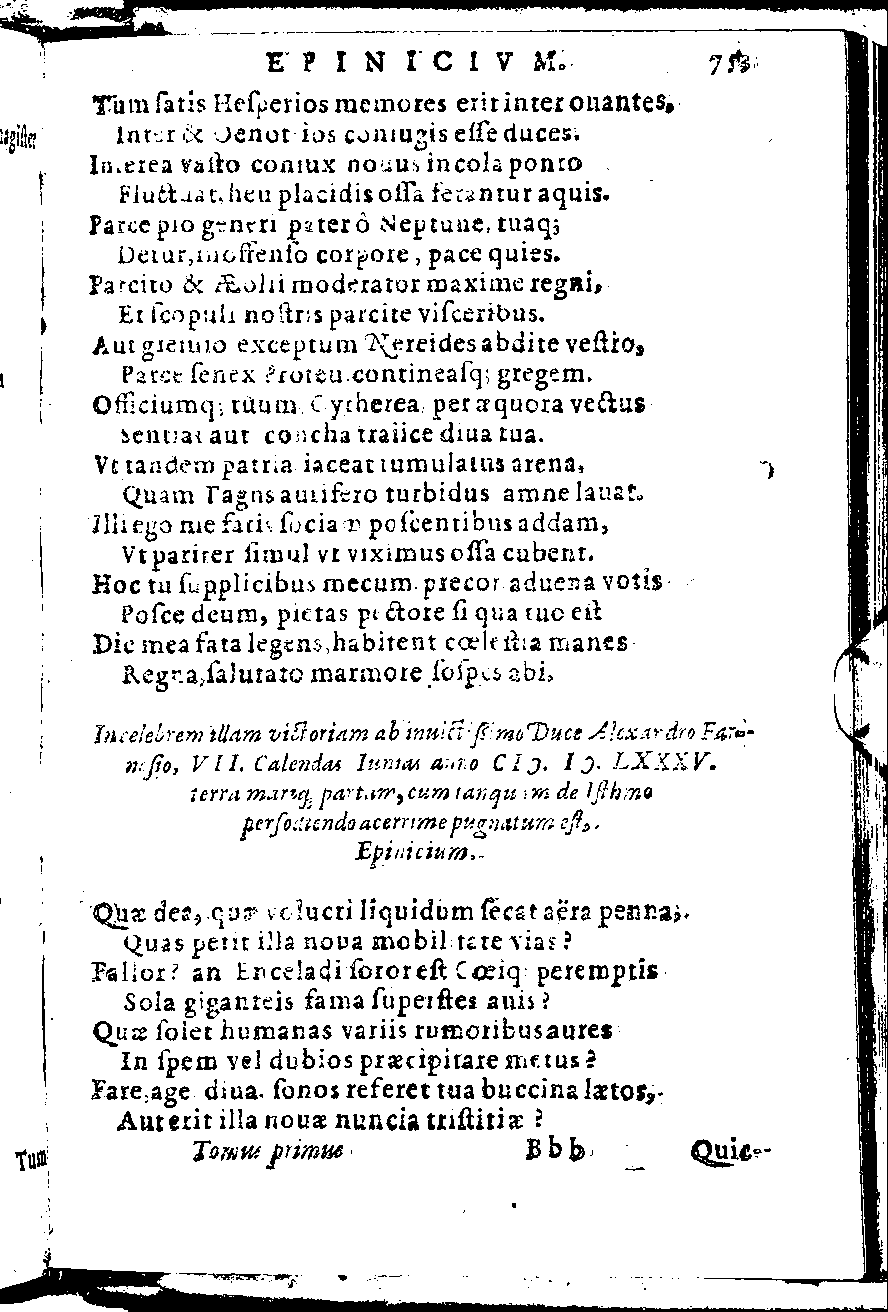 EPINICIVM. 753
Tum satis Hesperios memores erit inter ouantes,
Inter & Oenotrios coniugis esse duces.
Interea vasto coniux nouus incola ponto
Fluctuat, heu placidis ossa ferantur aquis.
Parce pio generi pater ô Neptune, tuaq;
Detur, inoffenso corpore, pace quies.
Parcito & Æolii moderator maxime regni,
Et scopuli nostris parcite visceribus.
Aut gremio exceptum Nereides abdite vestro,
Parce senex Proteu contineasq; gregem.
Officiumq; tuum Cytherea per æquora vectus
Sentiat aut concha traiice diua tua.
Vt tandem patria iaceat tumulatus arena,
Quam Tagus aurifero turbidus amne lauat.
Illi ego me fatis sociam poscentibus addam,
Vt pariter simul vt viximus ossa cubent.
Hoc tu supplicibus mecum precor aduena votis
Posce deum, pietas pectore si qua tuo est
Dic mea fata legens, habitent cœlestia manes
Regna, salutato marmore sospes abi,
In celebrem illam victoriam ab inuictissimo Duce Alexandro Farne-
nesio, VII. Calendas Iunias anno CIↃ. IↃ. LXXXV.
terra mariq; partam, cum tanquam de Isthmo
perfodiendo acerrime pugnatum est,
Epinicium.
Quæ dea, quæ volucri liquidum secat aëra penna,
Quas petit illa noua mobilitate vias?
Fallor? an Enceladi soror est Cœiq; peremptis
Sola giganteis fama superstes auis?
Quæ solet humanas variis rumoribus aures
In spem vel dubios præcipitare metus?
Fare, age diua. sonos referet tua buccina lætos,
Aut erit illa nouæ nuncia tristitiæ?
Tomus primus Bbb Quic-
Tum